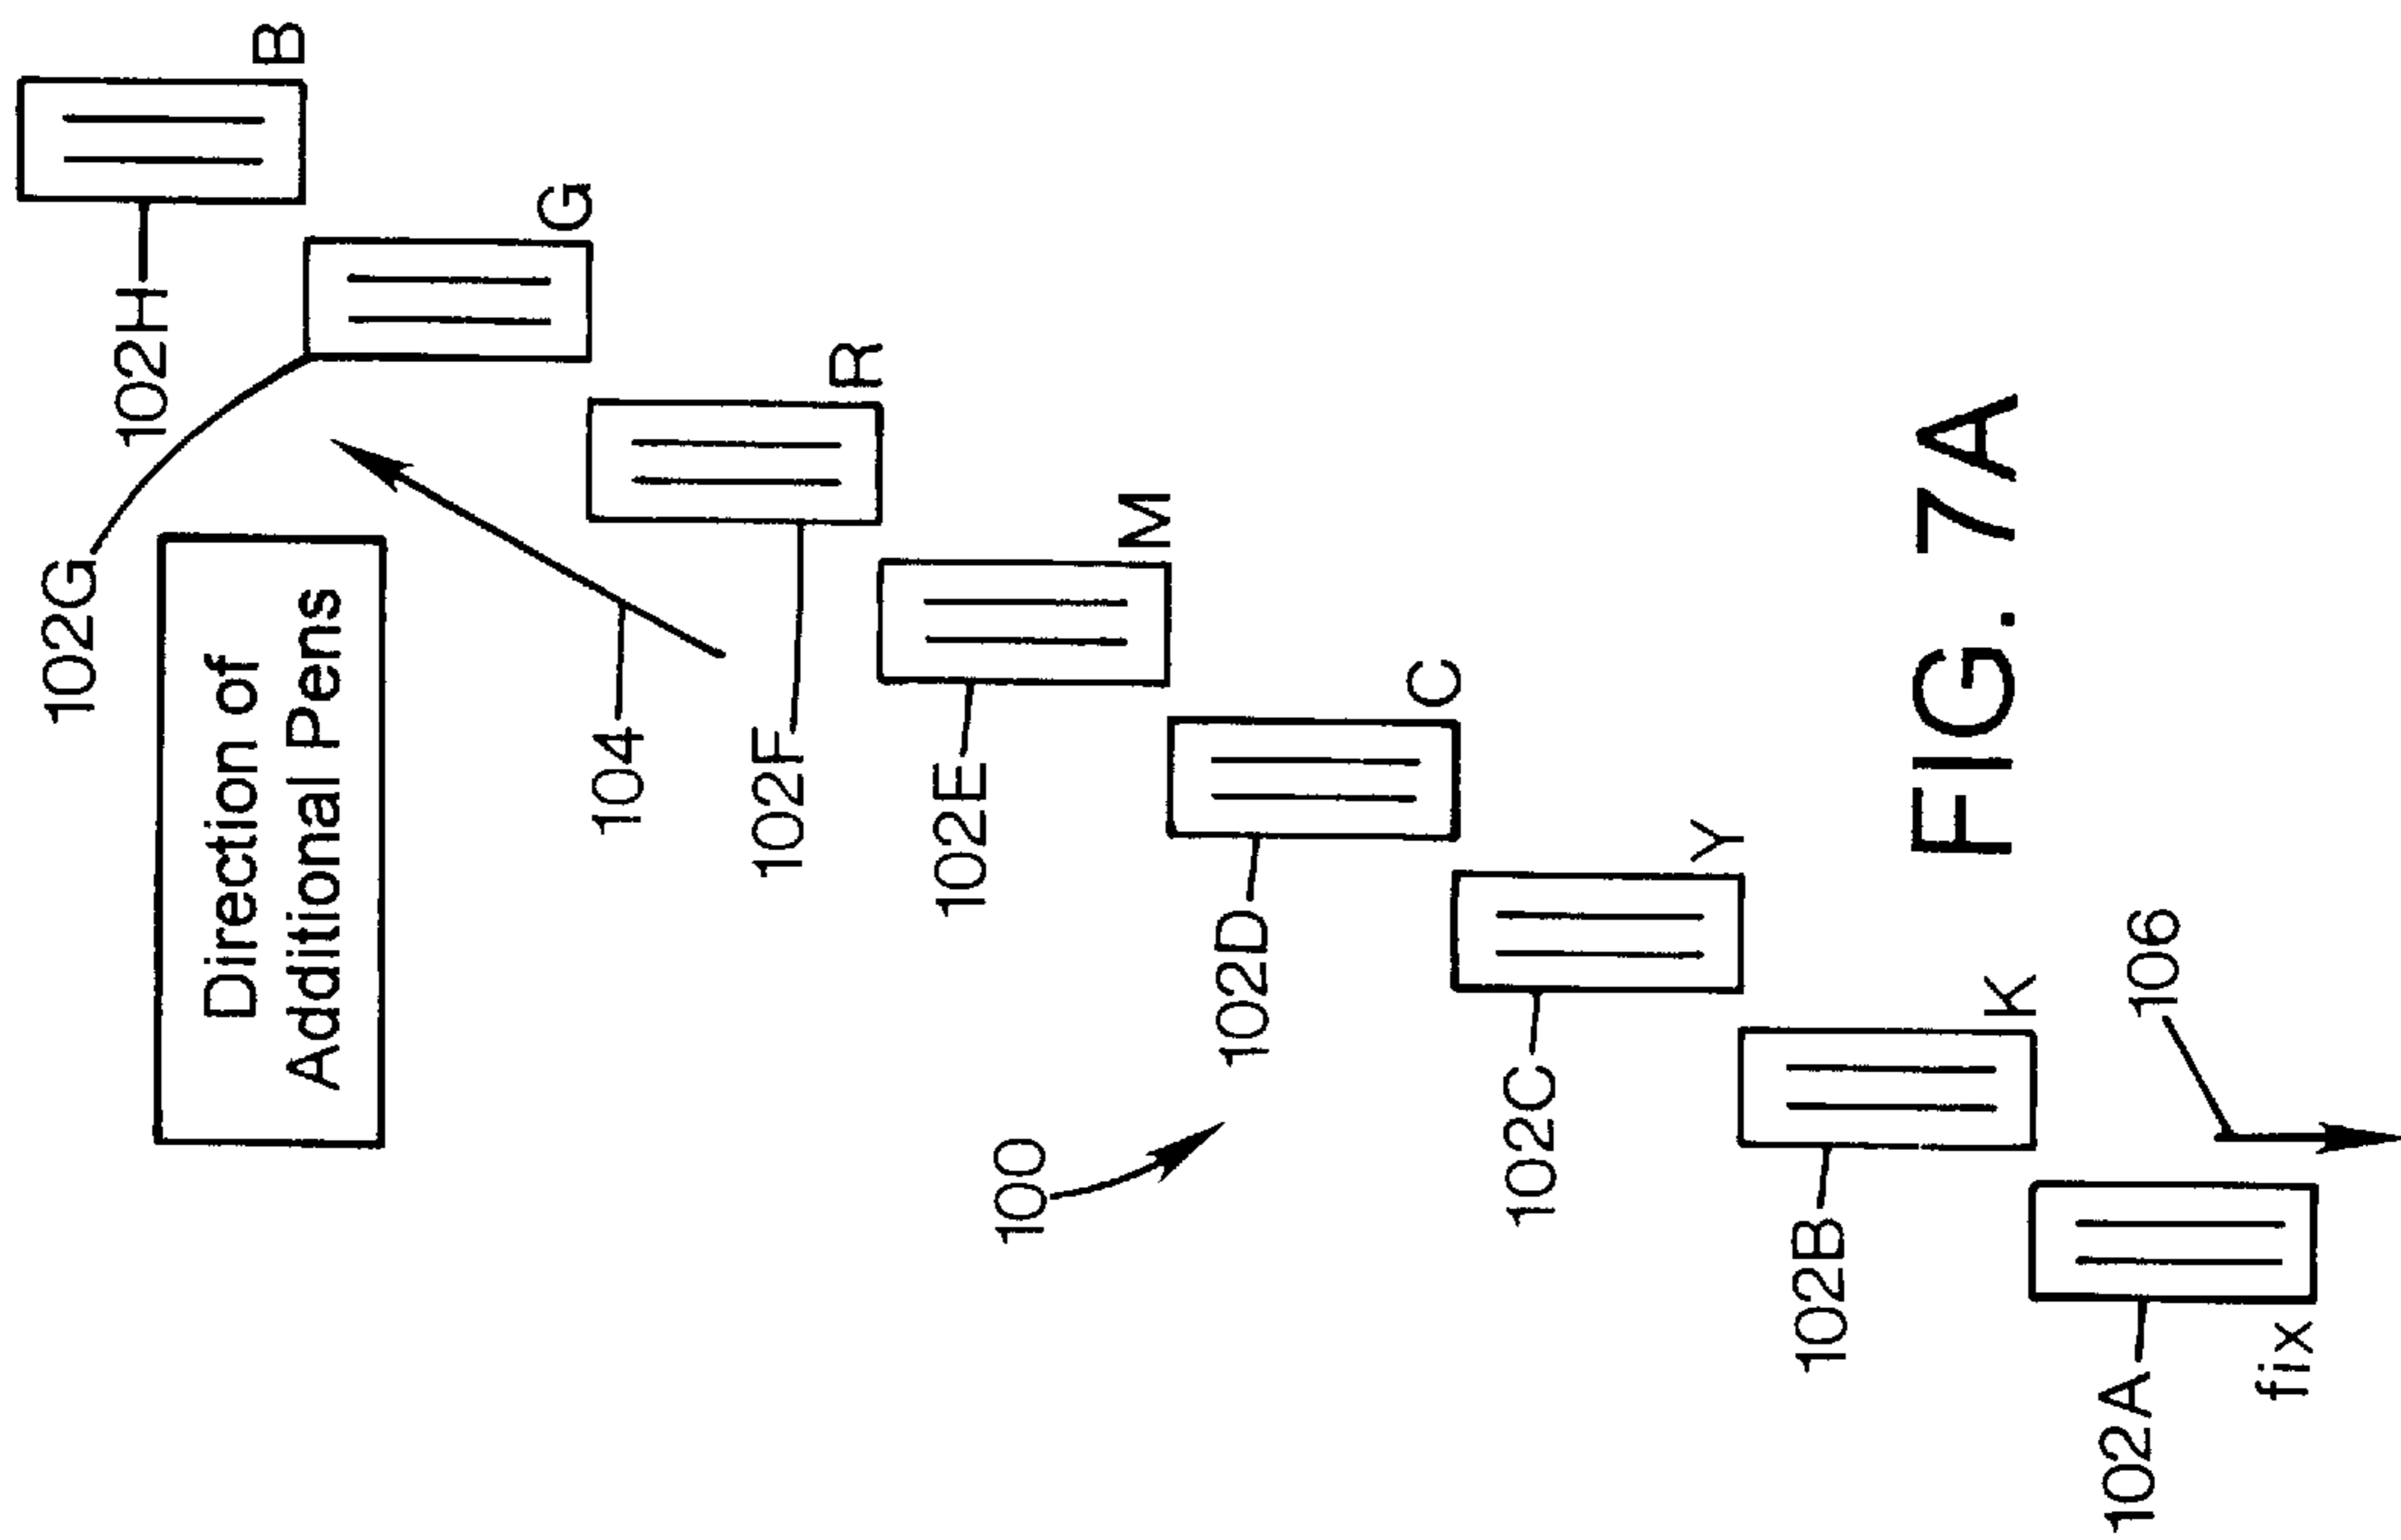 102G
102H
B
Direction of
Additional Pens
G
104
102F
R
102E
M
100
102D
C
102C
Y
102B
K
FIG. 7A
102A
fix
106